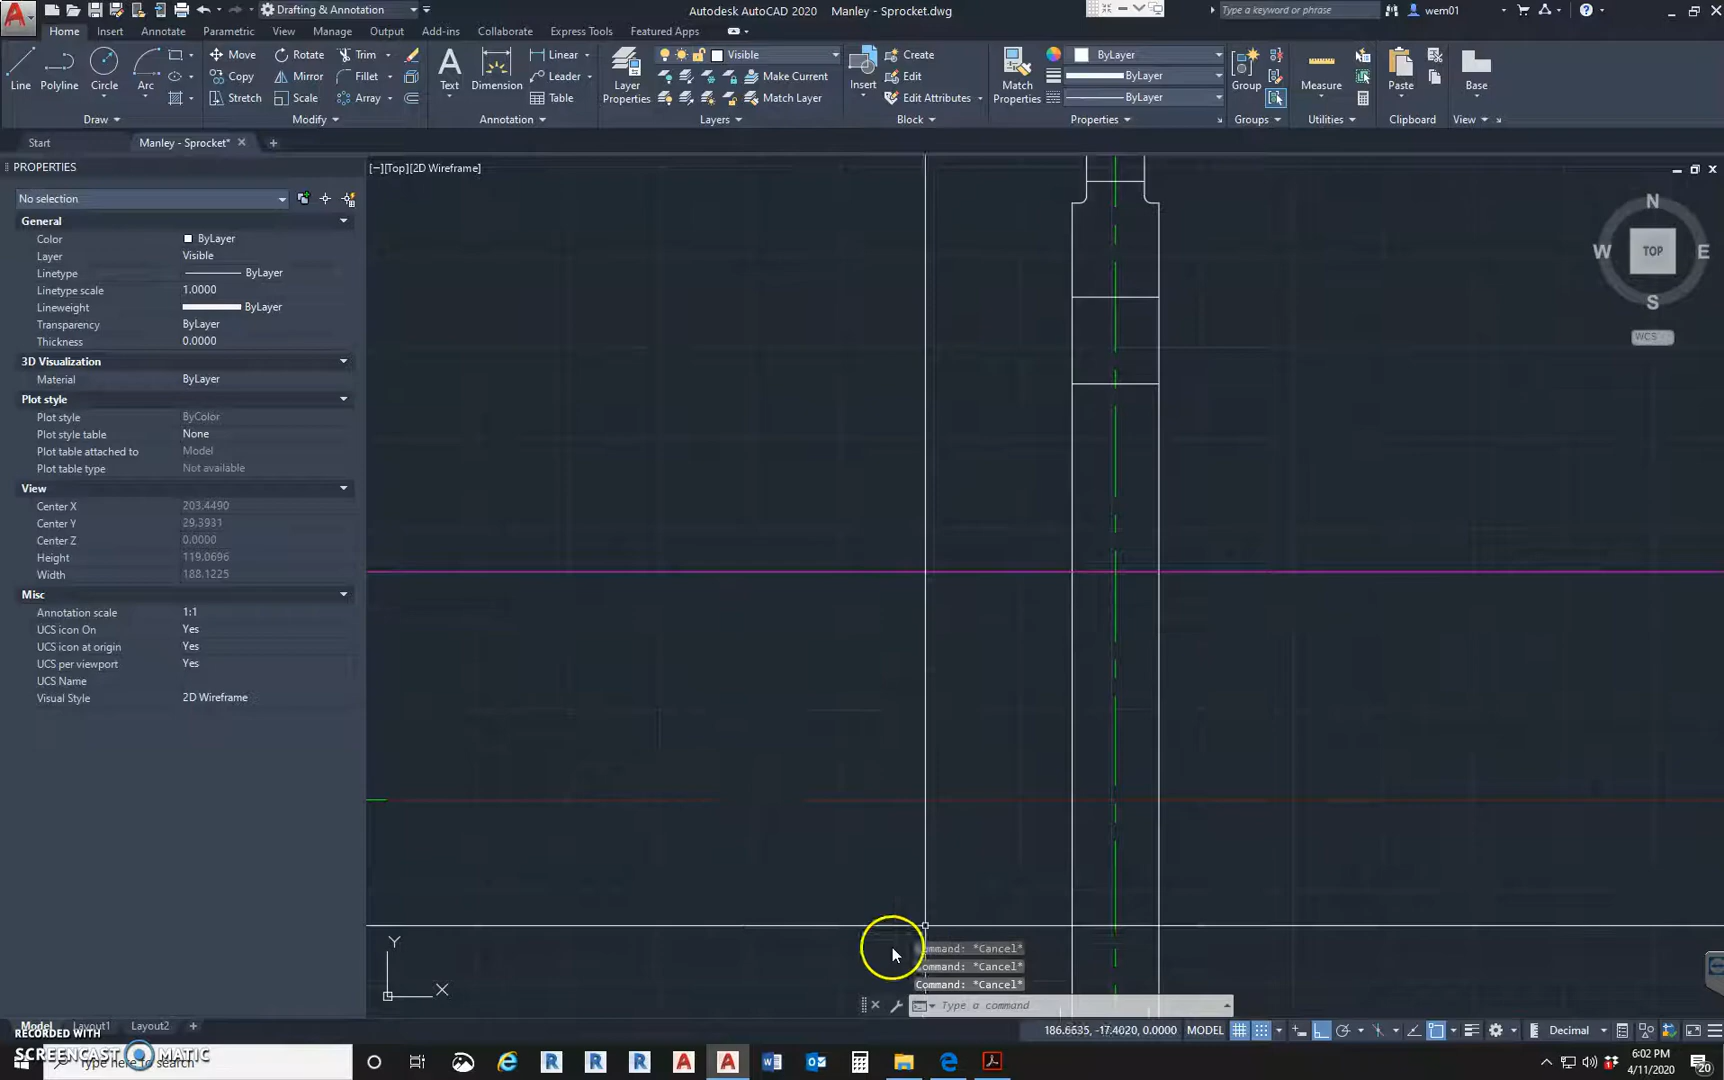 Drafting & Annotation
Autodesk AutoCAD 2020 Manley - Sprocket.dwg
Type a keyword or phrase
wem01
Home Insert Annotate Parametric View Manage Output Add-ins Collaborate Express Tools Featured Apps
Line Polyline Circle Arc
Move Rotate Trim
Copy Mirror Fillet
Stretch Scale Array
Text Dimension
Linear
Leader
Table
Layer Properties
Visible
Make Current
Match Layer
Insert
Create
Edit
Edit Attributes
Match Properties
ByLayer
ByLayer
ByLayer
Group Measure Paste Base
Draw Modify Annotation Layers Block Properties Groups Utilities Clipboard View
Start Manley - Sprocket*
PROPERTIES
[−][Top][2D Wireframe]
No selection
General
Color ByLayer
Layer Visible
Linetype ByLayer
Linetype scale 1.0000
Lineweight ByLayer
Transparency ByLayer
Thickness 0.0000
3D Visualization
Material ByLayer
Plot style
Plot style ByColor
Plot style table None
Plot table attached to Model
Plot table type Not available
View
Center X 203.4490
Center Y 29.3931
Center Z 0.0000
Height 119.0696
Width 188.1225
Misc
Annotation scale 1:1
UCS icon On Yes
UCS icon at origin Yes
UCS per viewport Yes
UCS Name
Visual Style 2D Wireframe
N
W TOP E
S
WCS
Y
X
Command: *Cancel*
Command: *Cancel*
Command: *Cancel*
Type a command
Model Layout1 Layout2
186.6635, -17.4020, 0.0000 MODEL
Decimal
RECORDED WITH
SCREENCAST MATIC
Type here to search
6:02 PM
4/11/2020
20